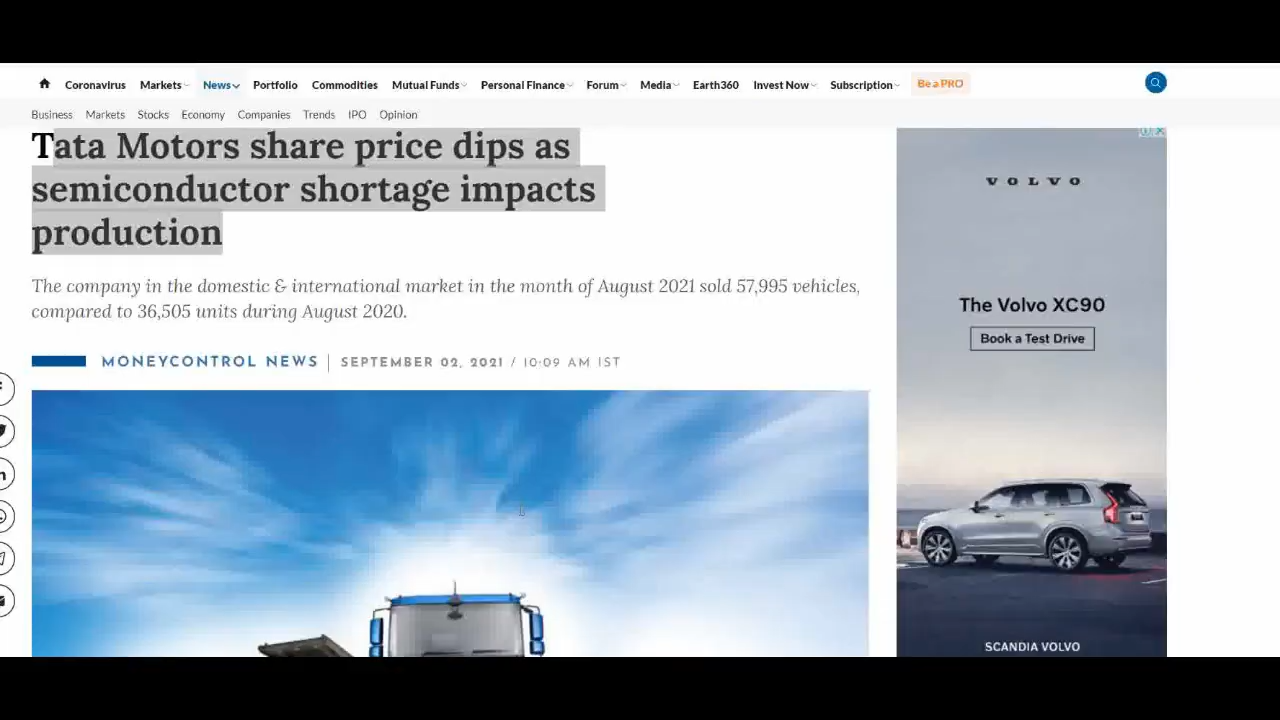 Coronavirus Markets News Portfolio Commodities Mutual Funds Personal Finance Forum Media Earth360 Invest Now Subscription Be a PRO
Business Markets Stocks Economy Companies Trends IPO Opinion
Tata Motors share price dips as
semiconductor shortage impacts
production
The company in the domestic & international market in the month of August 2021 sold 57,995 vehicles,
compared to 36,505 units during August 2020.
MONEYCONTROL NEWS | SEPTEMBER 02, 2021 / 10:09 AM IST
VOLVO
The Volvo XC90
Book a Test Drive
SCANDIA VOLVO